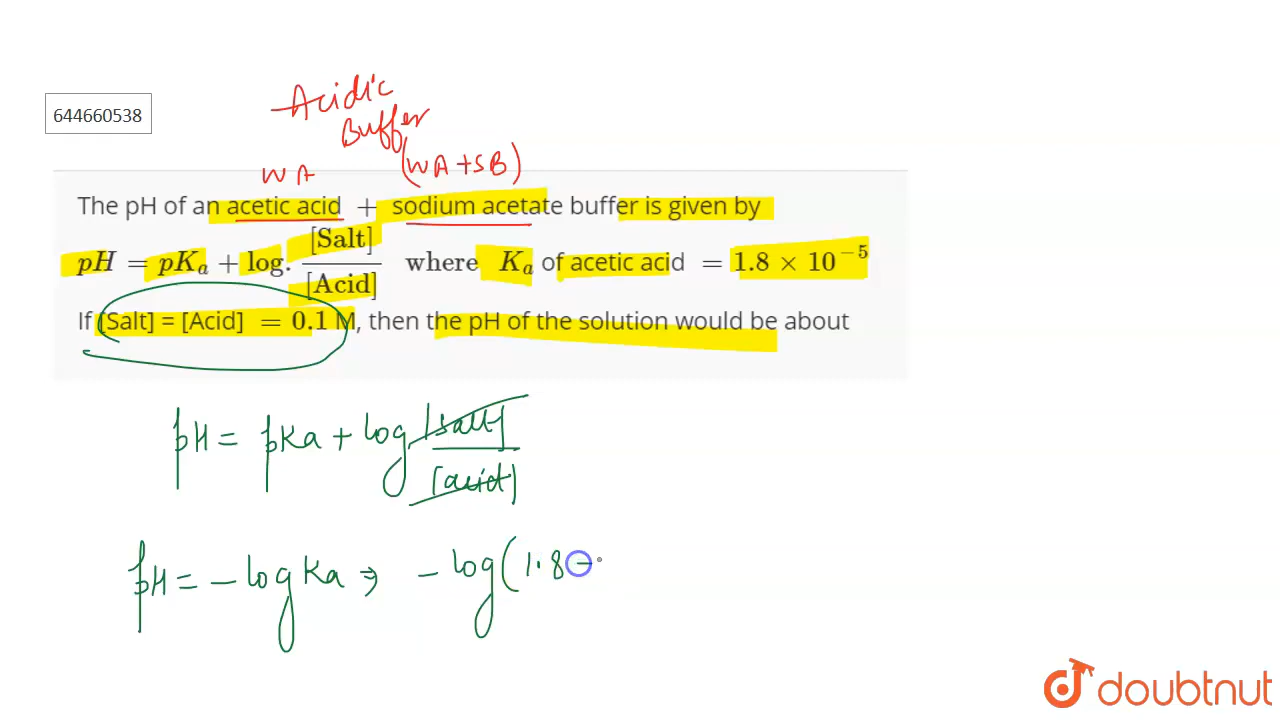 644660538
Acidic
Buffer
WA (WA+SB)
The pH of an acetic acid + sodium acetate buffer is given by
pH = pKₐ + log. [Salt]/[Acid] where Kₐ of acetic acid = 1.8 × 10⁻⁵
If [Salt] = [Acid] = 0.1 M, then the pH of the solution would be about
pH = pKa + log [salt]/[acid]
pH = - log Ka ⇒ - log (1.8
doubtnut